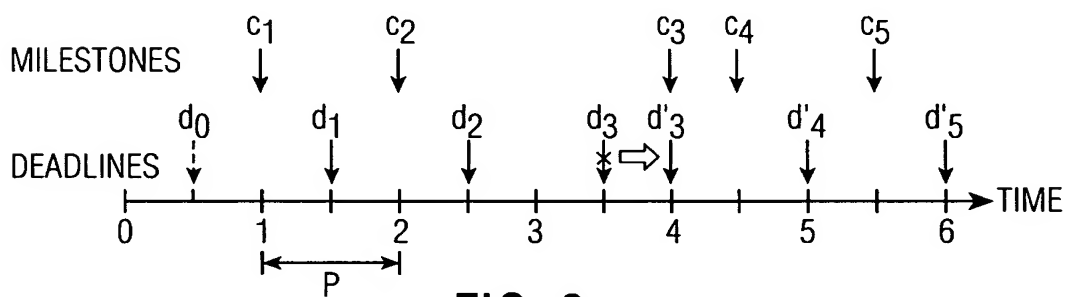 c1 c2 c3 c4 c5
MILESTONES
d0 d1 d2 d3 d'3 d'4 d'5
DEADLINES
TIME
0 1 2 3 4 5 6
P